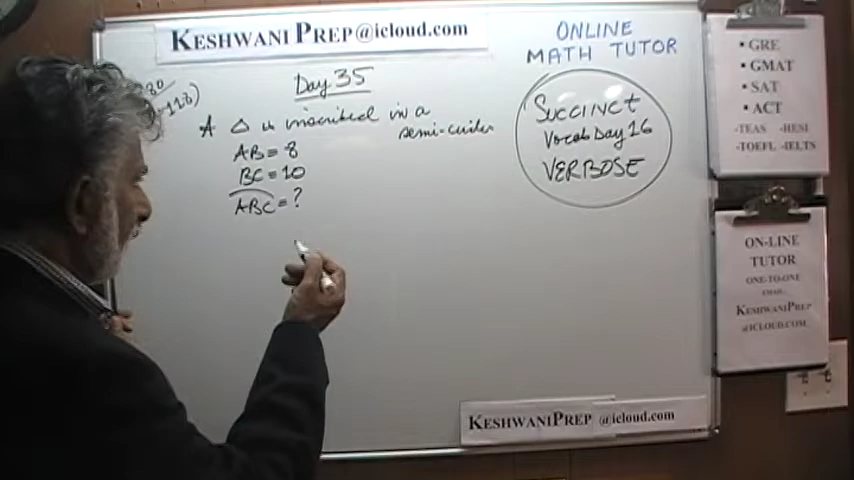 KESHWANIPREP@iCloud.com
ONLINE
MATH TUTOR
Day 35
A △ is inscribed in a
semi-circle
AB = 8
BC = 10
ABC = ?
SUCCINCT
Vocab Day 16
VERBOSE
• GRE
• GMAT
• SAT
• ACT
-TEAS -HESI
-TOEFL -IELTS
ON-LINE
TUTOR
ONE-TO-ONE
EMAIL
KESHWANIPREP
@iCLOUD.COM
KESHWANIPREP @icloud.com